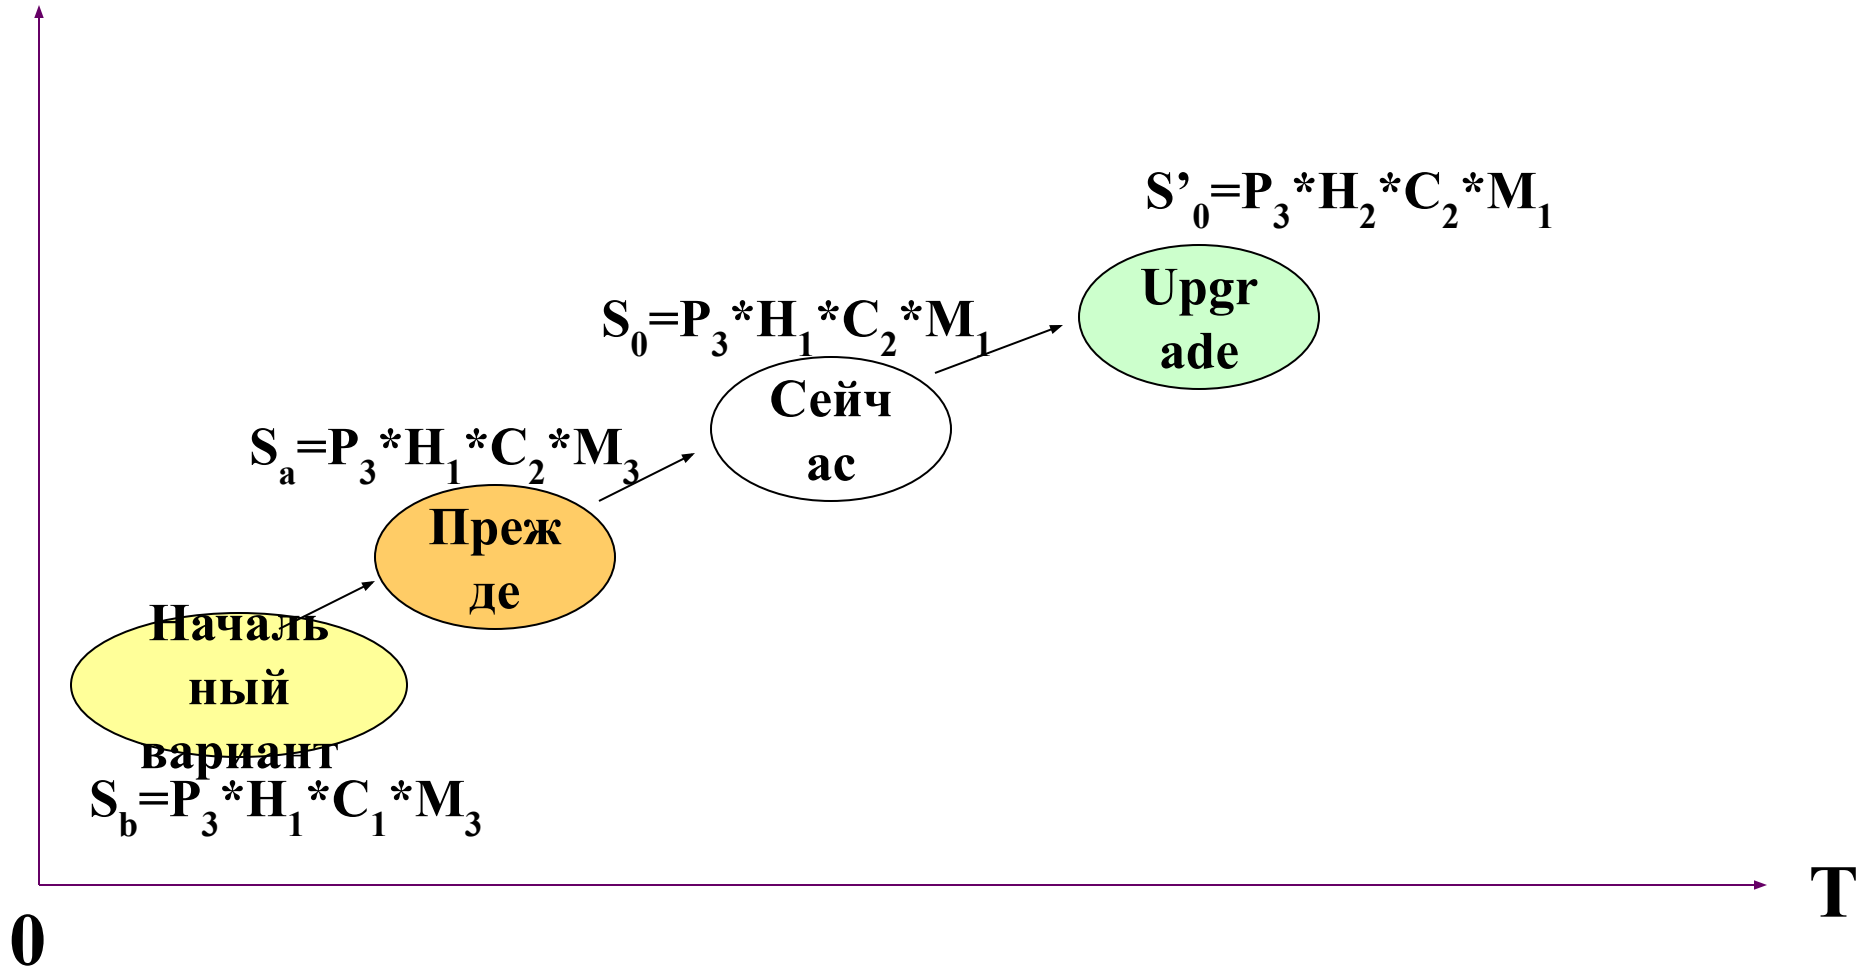 S’0=P3*H2*C2*M1
Upgr
ade
S0=P3*H1*C2*M1
Сейч
ас
Sa=P3*H1*C2*M3
Преж
де
Началь
ный
вариант
Sb=P3*H1*C1*M3
T
0